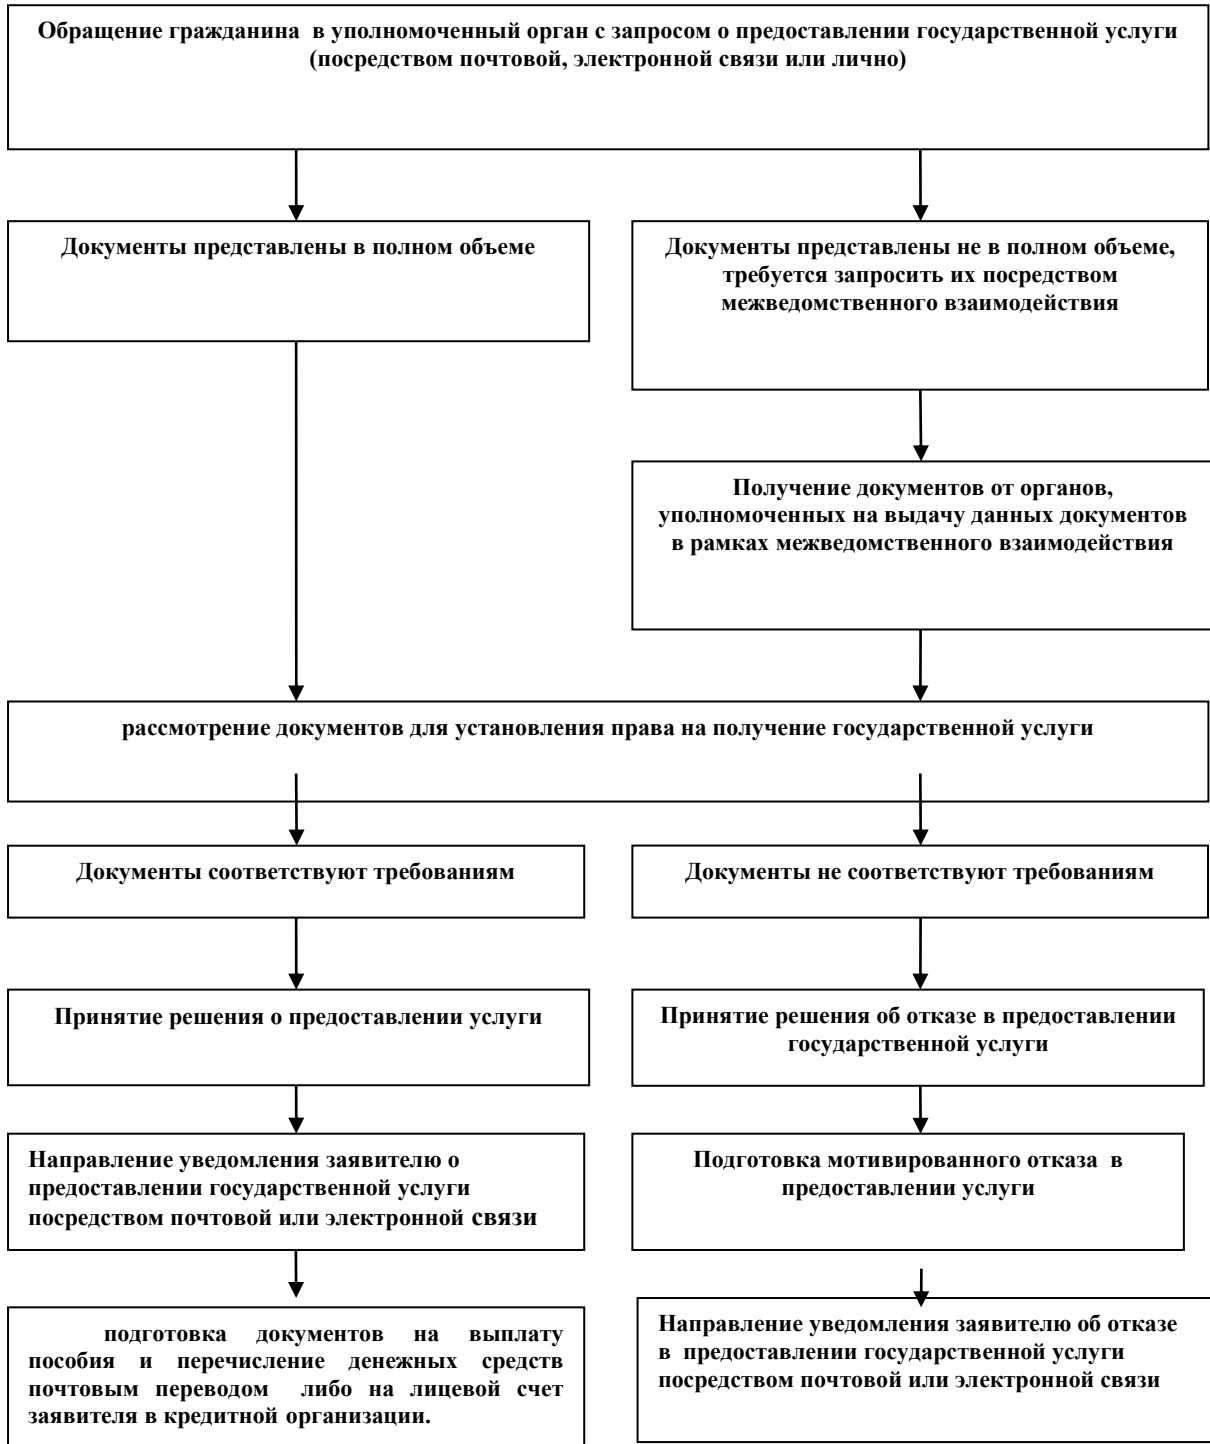 Обращение гражданина  в уполномоченный орган с запросом о предоставлении государственной услуги
(посредством почтовой, электронной связи или лично)
Документы представлены в полном объеме
Документы представлены не в полном объеме,
требуется запросить их посредством
межведомственного взаимодействия
Получение документов от органов,
уполномоченных на выдачу данных документов
в рамках межведомственного взаимодействия
рассмотрение документов для установления права на получение государственной услуги
Документы соответствуют требованиям
Документы не соответствуют требованиям
Принятие решения о предоставлении услуги
Принятие решения об отказе в предоставлении
государственной услуги
Направление уведомления заявителю о
предоставлении государственной услуги
посредством почтовой или электронной связи
Подготовка мотивированного отказа  в
предоставлении услуги
подготовка документов на выплату
пособия и перечисление денежных средств
почтовым переводом  либо на лицевой счет
заявителя в кредитной организации.
Направление уведомления заявителю об отказе
в  предоставлении государственной услуги
посредством почтовой или электронной связи